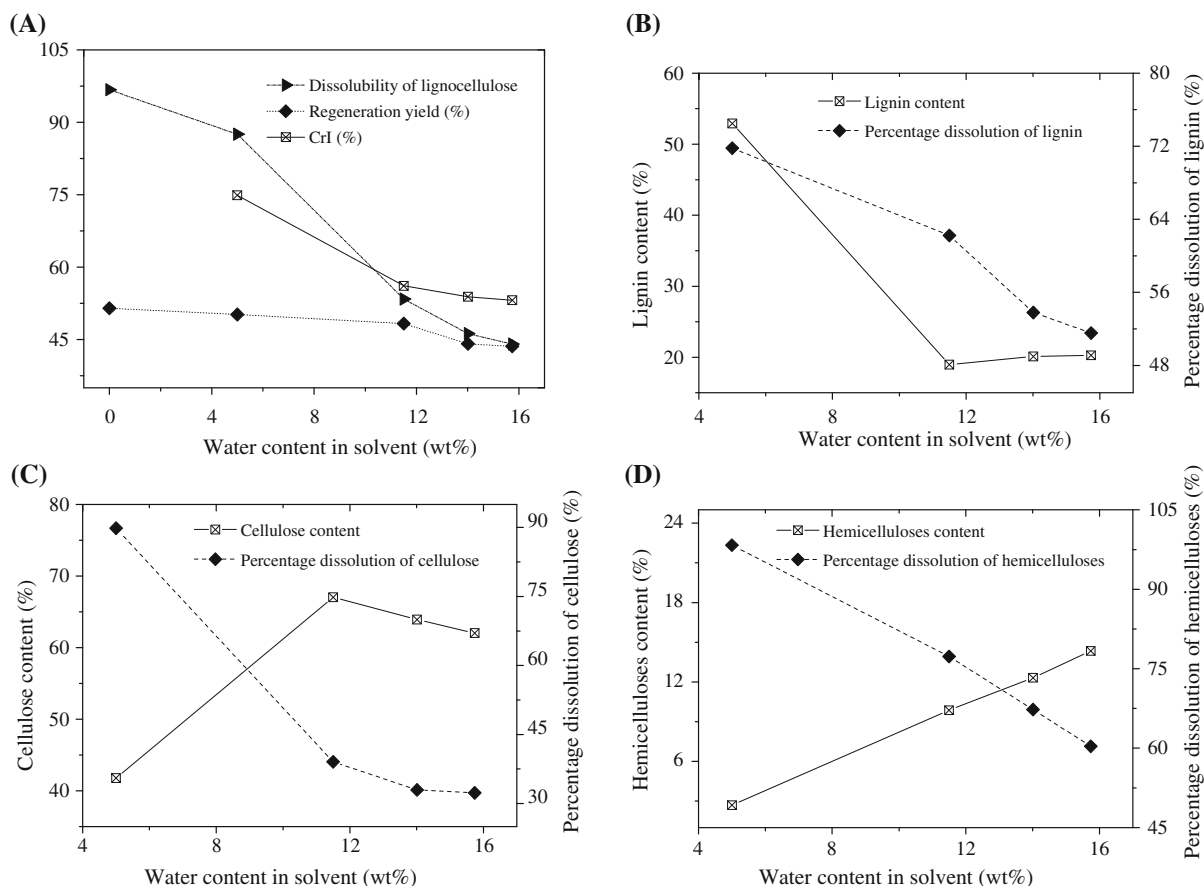 (A)
105
90
75
60
45
0
4
8
12
16
Dissolubility of lignocellulose
Regeneration yield (%)
CrI (%)
Water content in solvent (wt%)
(B)
60
50
40
30
20
80
72
64
56
48
4
8
12
16
Lignin content
Percentage dissolution of lignin
Lignin content (%)
Percentage dissolution of lignin (%)
Water content in solvent (wt%)
(C)
80
70
60
50
40
90
75
60
45
30
4
8
12
16
Cellulose content
Percentage dissolution of cellulose
Cellulose content (%)
Percentage dissolution of cellulose (%)
Water content in solvent (wt%)
(D)
24
18
12
6
105
90
75
60
45
4
8
12
16
Hemicelluloses content
Percentage dissolution of hemicelluloses
Hemicelluloses content (%)
Percentage dissolution of hemicelluloses (%)
Water content in solvent (wt%)